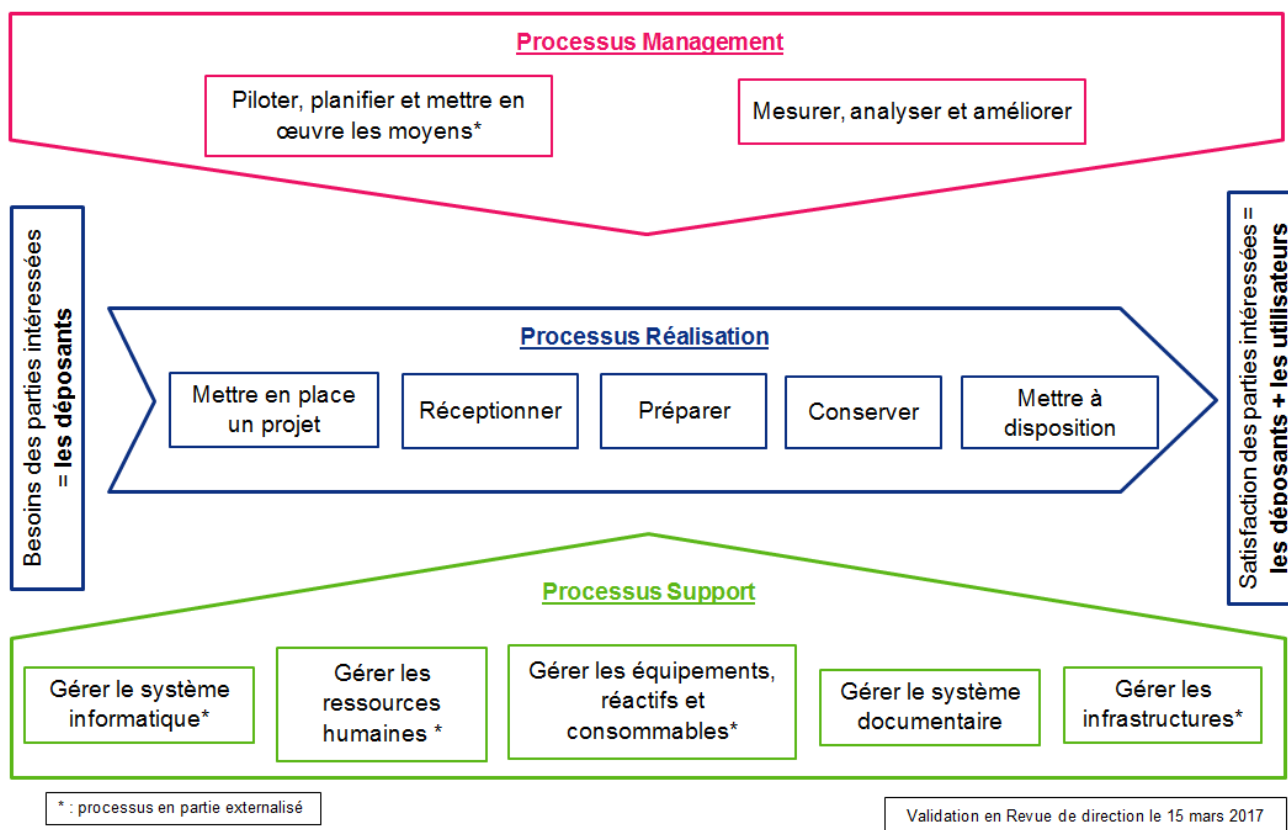 Processus Management
Piloter, planifier et mettre en
œuvre les moyens*
Mesurer, analyser et améliorer
Besoins des parties intéressées
= les déposants
Processus Réalisation
Mettre en place
un projet
Réceptionner
Préparer
Conserver
Mettre à
disposition
Satisfaction des parties intéressées =
les déposants + les utilisateurs
Processus Support
Gérer le système
informatique*
Gérer les
ressources
humaines *
Gérer les équipements,
réactifs et
consommables*
Gérer le système
documentaire
Gérer les
infrastructures*
* : processus en partie externalisé
Validation en Revue de direction le 15 mars 2017